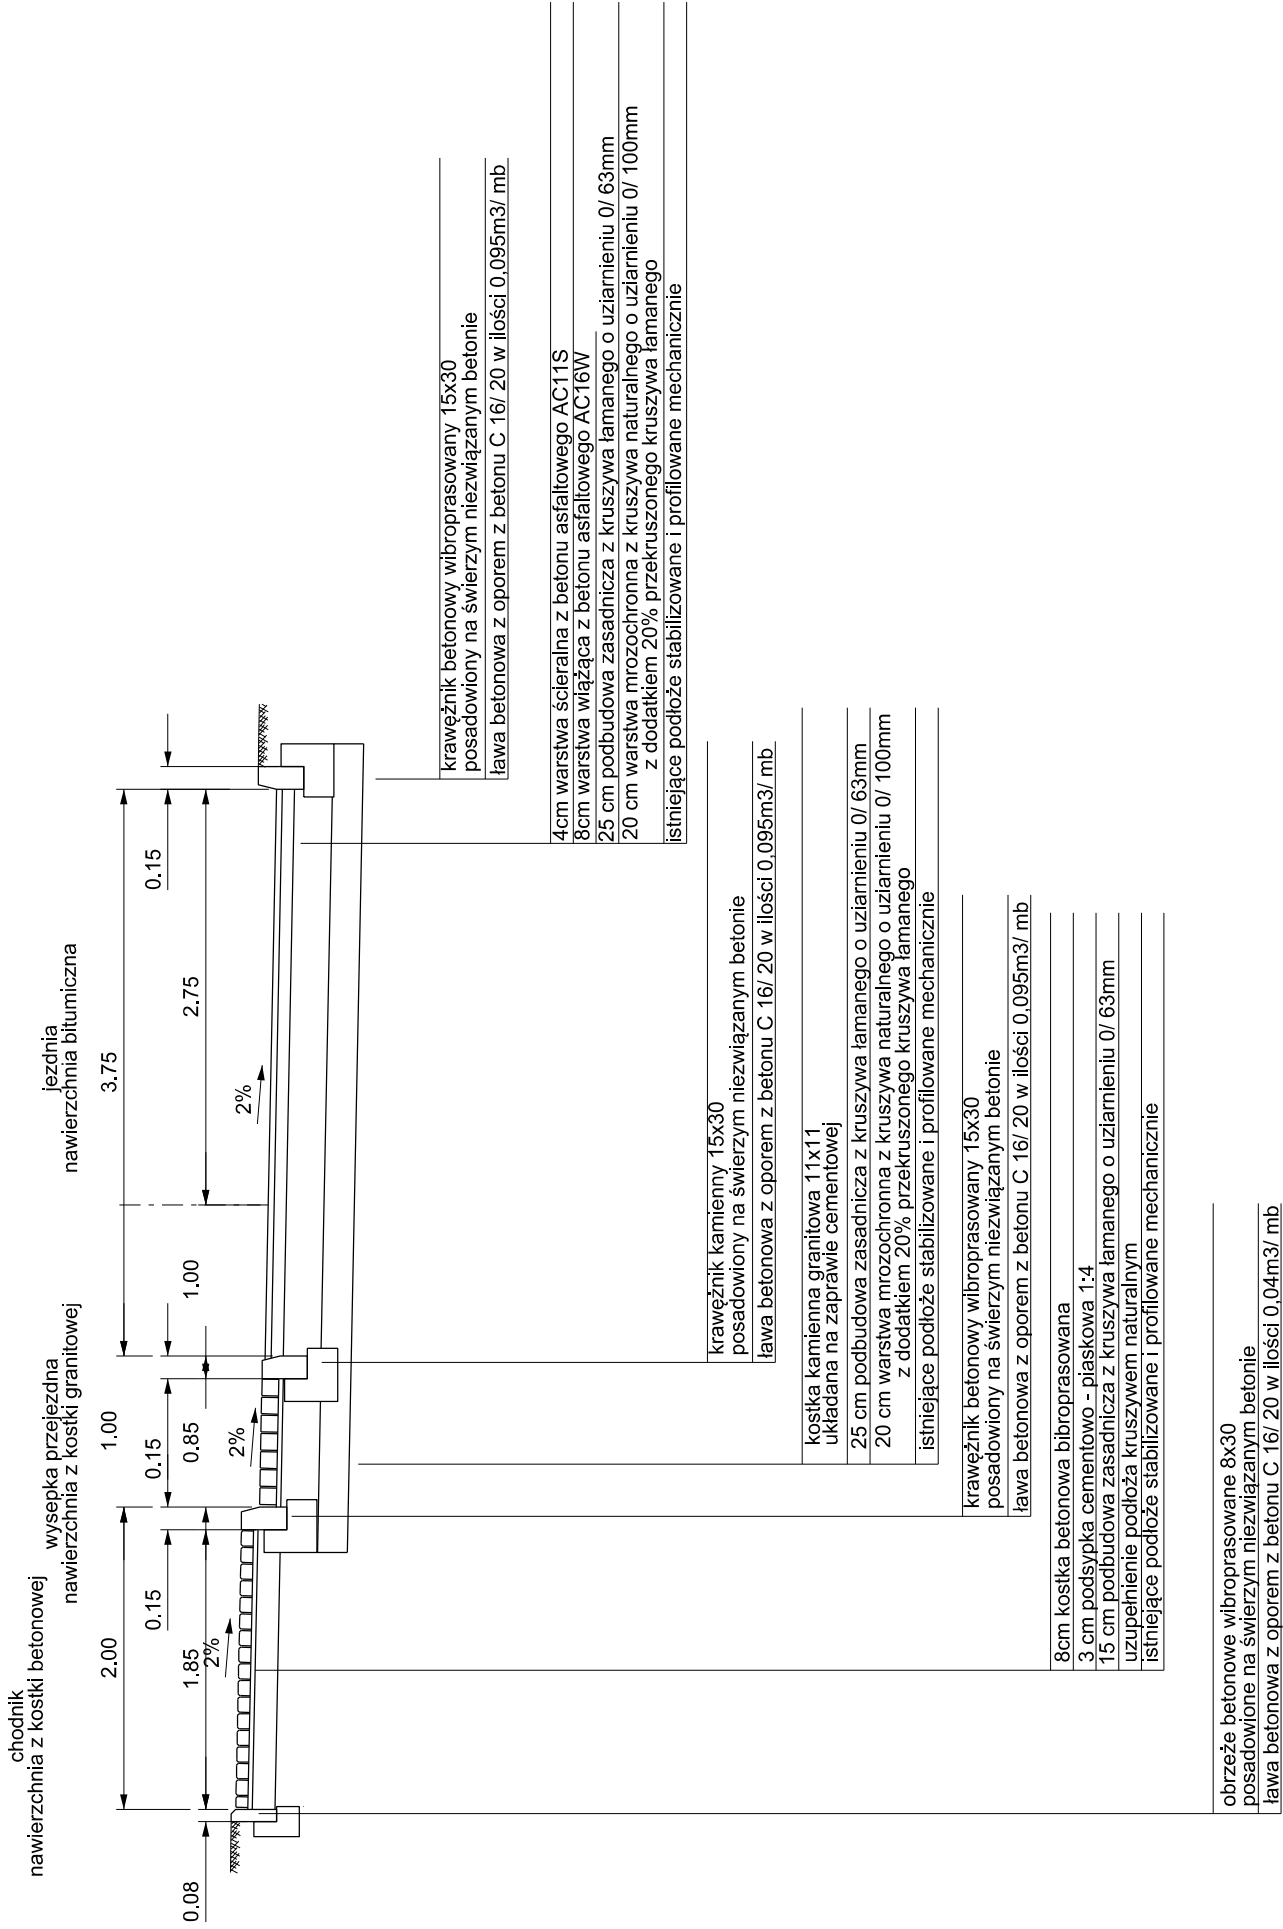 chodnik
nawierzchnia z kostki betonowej
wysepka przejezdna
nawierzchnia z kostki granitowej
jezdnia
nawierzchnia bitumiczna
2.00
1.00
3.75
0.15
0.15
0.15
0.08
1.85
0.85
1.00
2.75
2%
2%
2%
krawężnik betonowy wibroprasowany 15x30
posadowiony na świerzym niezwiązanym betonie
ława betonowa z oporem z betonu C 16/ 20 w ilości 0,095m3/ mb
4cm warstwa ścieralna z betonu asfaltowego AC11S
8cm warstwa wiążąca z betonu asfaltowego AC16W
25 cm podbudowa zasadnicza z kruszywa łamanego o uziarnieniu 0/ 63mm
20 cm warstwa mrozochronna z kruszywa naturalnego o uziarnieniu 0/ 100mm
z dodatkiem 20% przekruszonego kruszywa łamanego
istniejące podłoże stabilizowane i profilowane mechanicznie
krawężnik kamienny 15x30
posadowiony na świerzym niezwiązanym betonie
ława betonowa z oporem z betonu C 16/ 20 w ilości 0,095m3/ mb
kostka kamienna granitowa 11x11
układana na zaprawie cementowej
25 cm podbudowa zasadnicza z kruszywa łamanego o uziarnieniu 0/ 63mm
20 cm warstwa mrozochronna z kruszywa naturalnego o uziarnieniu 0/ 100mm
z dodatkiem 20% przekruszonego kruszywa łamanego
istniejące podłoże stabilizowane i profilowane mechanicznie
krawężnik betonowy wibroprasowany 15x30
posadowiony na świerzym niezwiązanym betonie
ława betonowa z oporem z betonu C 16/ 20 w ilości 0,095m3/ mb
8cm kostka betonowa bibroprasowana
3 cm podsypka cementowo - piaskowa 1:4
15 cm podbudowa zasadnicza z kruszywa łamanego o uziarnieniu 0/ 63mm
uzupełnienie podłoża kruszywem naturalnym
istniejące podłoże stabilizowane i profilowane mechanicznie
obrzeże betonowe wibroprasowane 8x30
posadowione na świerzym niezwiązanym betonie
ława betonowa z oporem z betonu C 16/ 20 w ilości 0,04m3/ mb